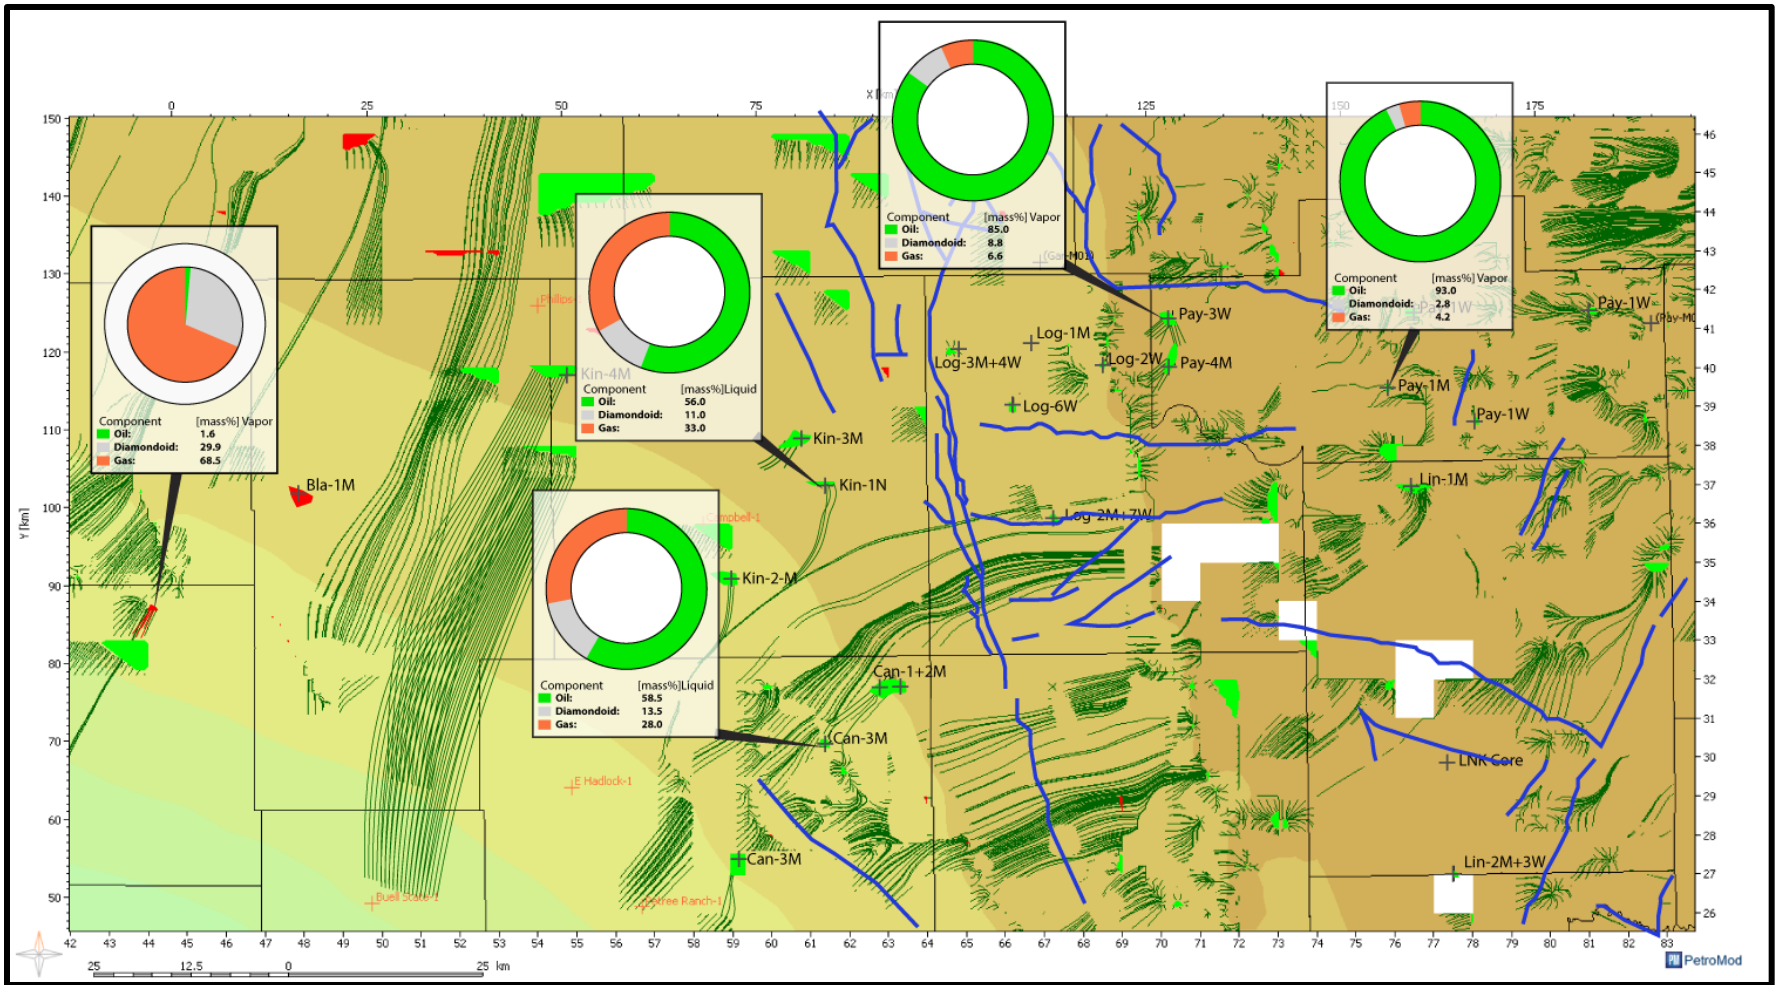 X [km]
0 25 50 75 125 150 175
150
140
130
120
110
100
90
80
70
60
50
Y [km]
46
45
44
43
42
41
40
39
38
37
36
35
34
33
32
31
30
29
28
27
26
42 43 44 45 46 47 48 49 50 51 52 53 54 55 56 57 58 59 60 61 62 63 64 65 66 67 68 69 70 71 72 73 74 75 76 77 78 79 80 81 82 83
Component [mass%] Vapor
Oil: 1.6
Diamondoid: 29.9
Gas: 68.5
Component [mass%]Liquid
Oil: 56.0
Diamondoid: 11.0
Gas: 33.0
Component [mass%]Liquid
Oil: 58.5
Diamondoid: 13.5
Gas: 28.0
Component [mass%] Vapor
Oil: 85.0
Diamondoid: 8.8
Gas: 6.6
Component [mass%] Vapor
Oil: 93.0
Diamondoid: 2.8
Gas: 4.2
Phillips-
Kin-4M
Bla-1M
Kin-3M
Kin-1N
Campbell-1
Kin-2-M
Can-1+2M
Can-3M
E Hadlock-1
Can-3M
Buell State-1
Log-3M+4W
Log-1M
Log-2W
Log-6W
Log-2M+7W
Pay-3W
Pay-4M
Pay-1M
Pay-1W
Pay-1W
Pay-1W
Lin-1M
LNK Core
Lin-2M+3W
25 12.5 0 25 km
PetroMod